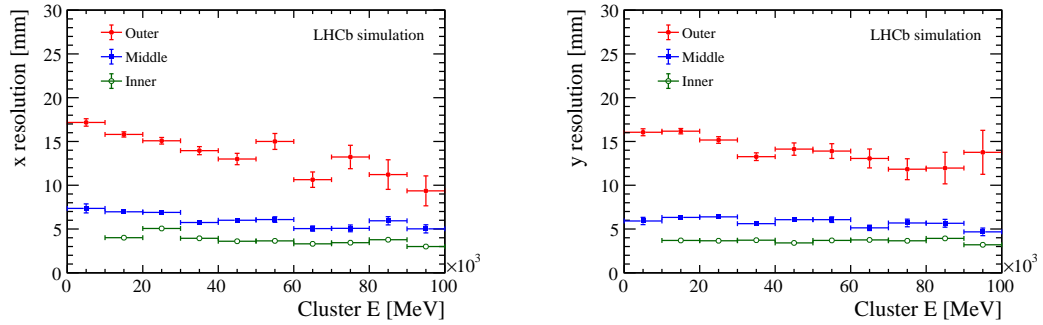 x resolution [mm]
30
25
20
15
10
5
0
Outer
Middle
Inner
LHCb simulation
0 20 40 60 80 100
×10³
Cluster E [MeV]
y resolution [mm]
30
25
20
15
10
5
0
Outer
Middle
Inner
LHCb simulation
0 20 40 60 80 100
×10³
Cluster E [MeV]